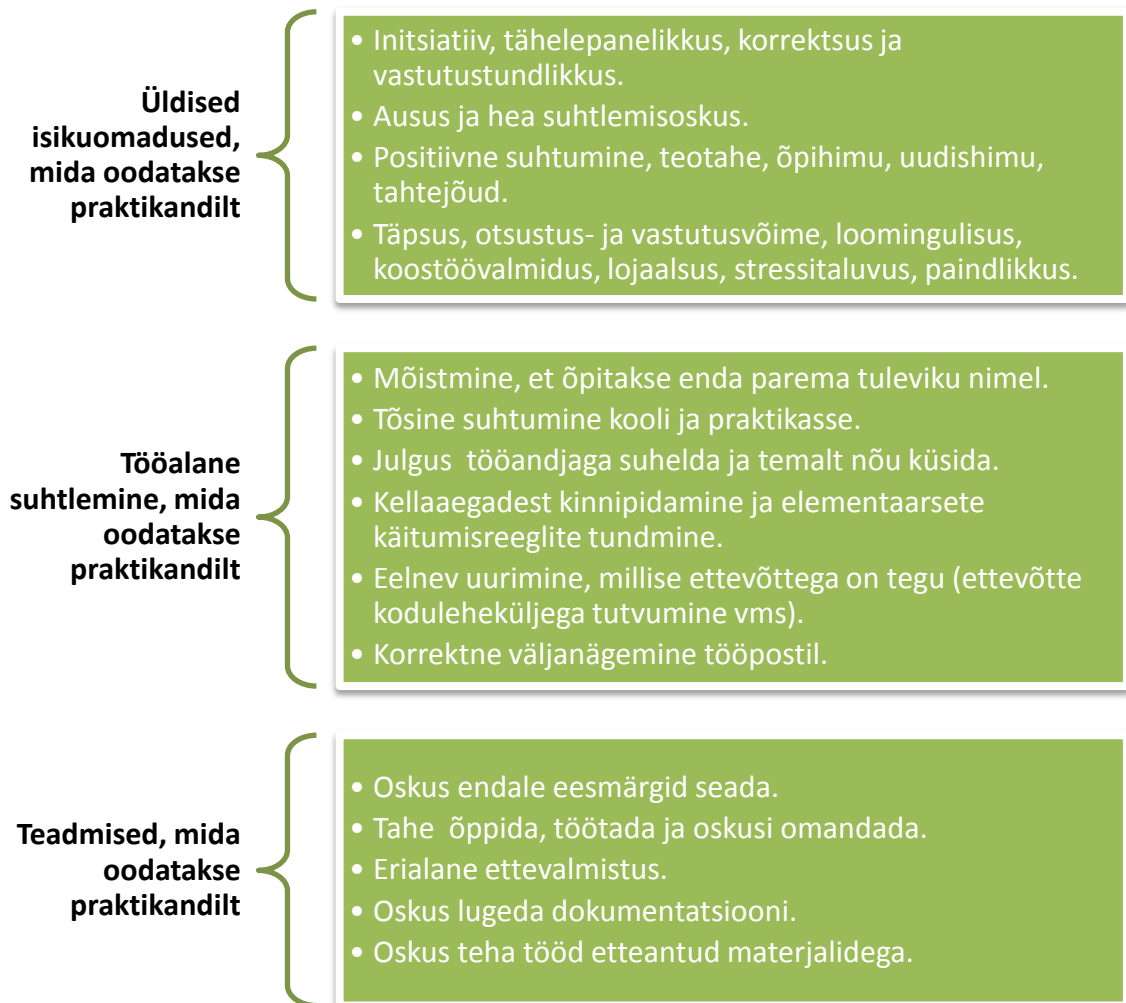 Üldised
isikuomadused,
mida oodatakse
praktikandilt
• Initsiatiiv, tähelepanelikkus, korrektsus ja
vastutustundlikkus.
• Ausus ja hea suhtlemisoskus.
• Positiivne suhtumine, teotahe, õpihimu, uudishimu,
tahtejõud.
• Täpsus, otsustus- ja vastutusvõime, loomingulisus,
koostöövalmidus, lojaalsus, stressitaluvus, paindlikkus.
Tööalane
suhtlemine, mida
oodatakse
praktikandilt
• Mõistmine, et õpitakse enda parema tuleviku nimel.
• Tõsine suhtumine kooli ja praktikasse.
• Julgus  tööandjaga suhelda ja temalt nõu küsida.
• Kellaaegadest kinnipidamine ja elementaarsete
käitumisreeglite tundmine.
• Eelnev uurimine, millise ettevõttega on tegu (ettevõtte
koduleheküljega tutvumine vms).
• Korrektne väljanägemine tööpostil.
Teadmised, mida
oodatakse
praktikandilt
• Oskus endale eesmärgid seada.
• Tahe  õppida, töötada ja oskusi omandada.
• Erialane ettevalmistus.
• Oskus lugeda dokumentatsiooni.
• Oskus teha tööd etteantud materjalidega.